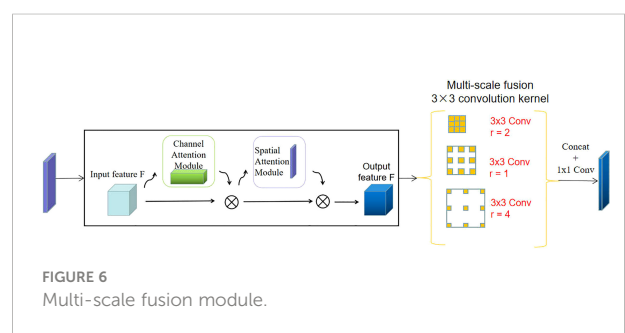 Multi-scale fusion
3×3 convolution kernel
Channel
Attention
Module
Spatial
Attention
Module
Input feature F
Output
feature F
3x3 Conv
r = 2
3x3 Conv
r = 1
3x3 Conv
r = 4
Concat
+
1x1 Conv
FIGURE 6
Multi-scale fusion module.